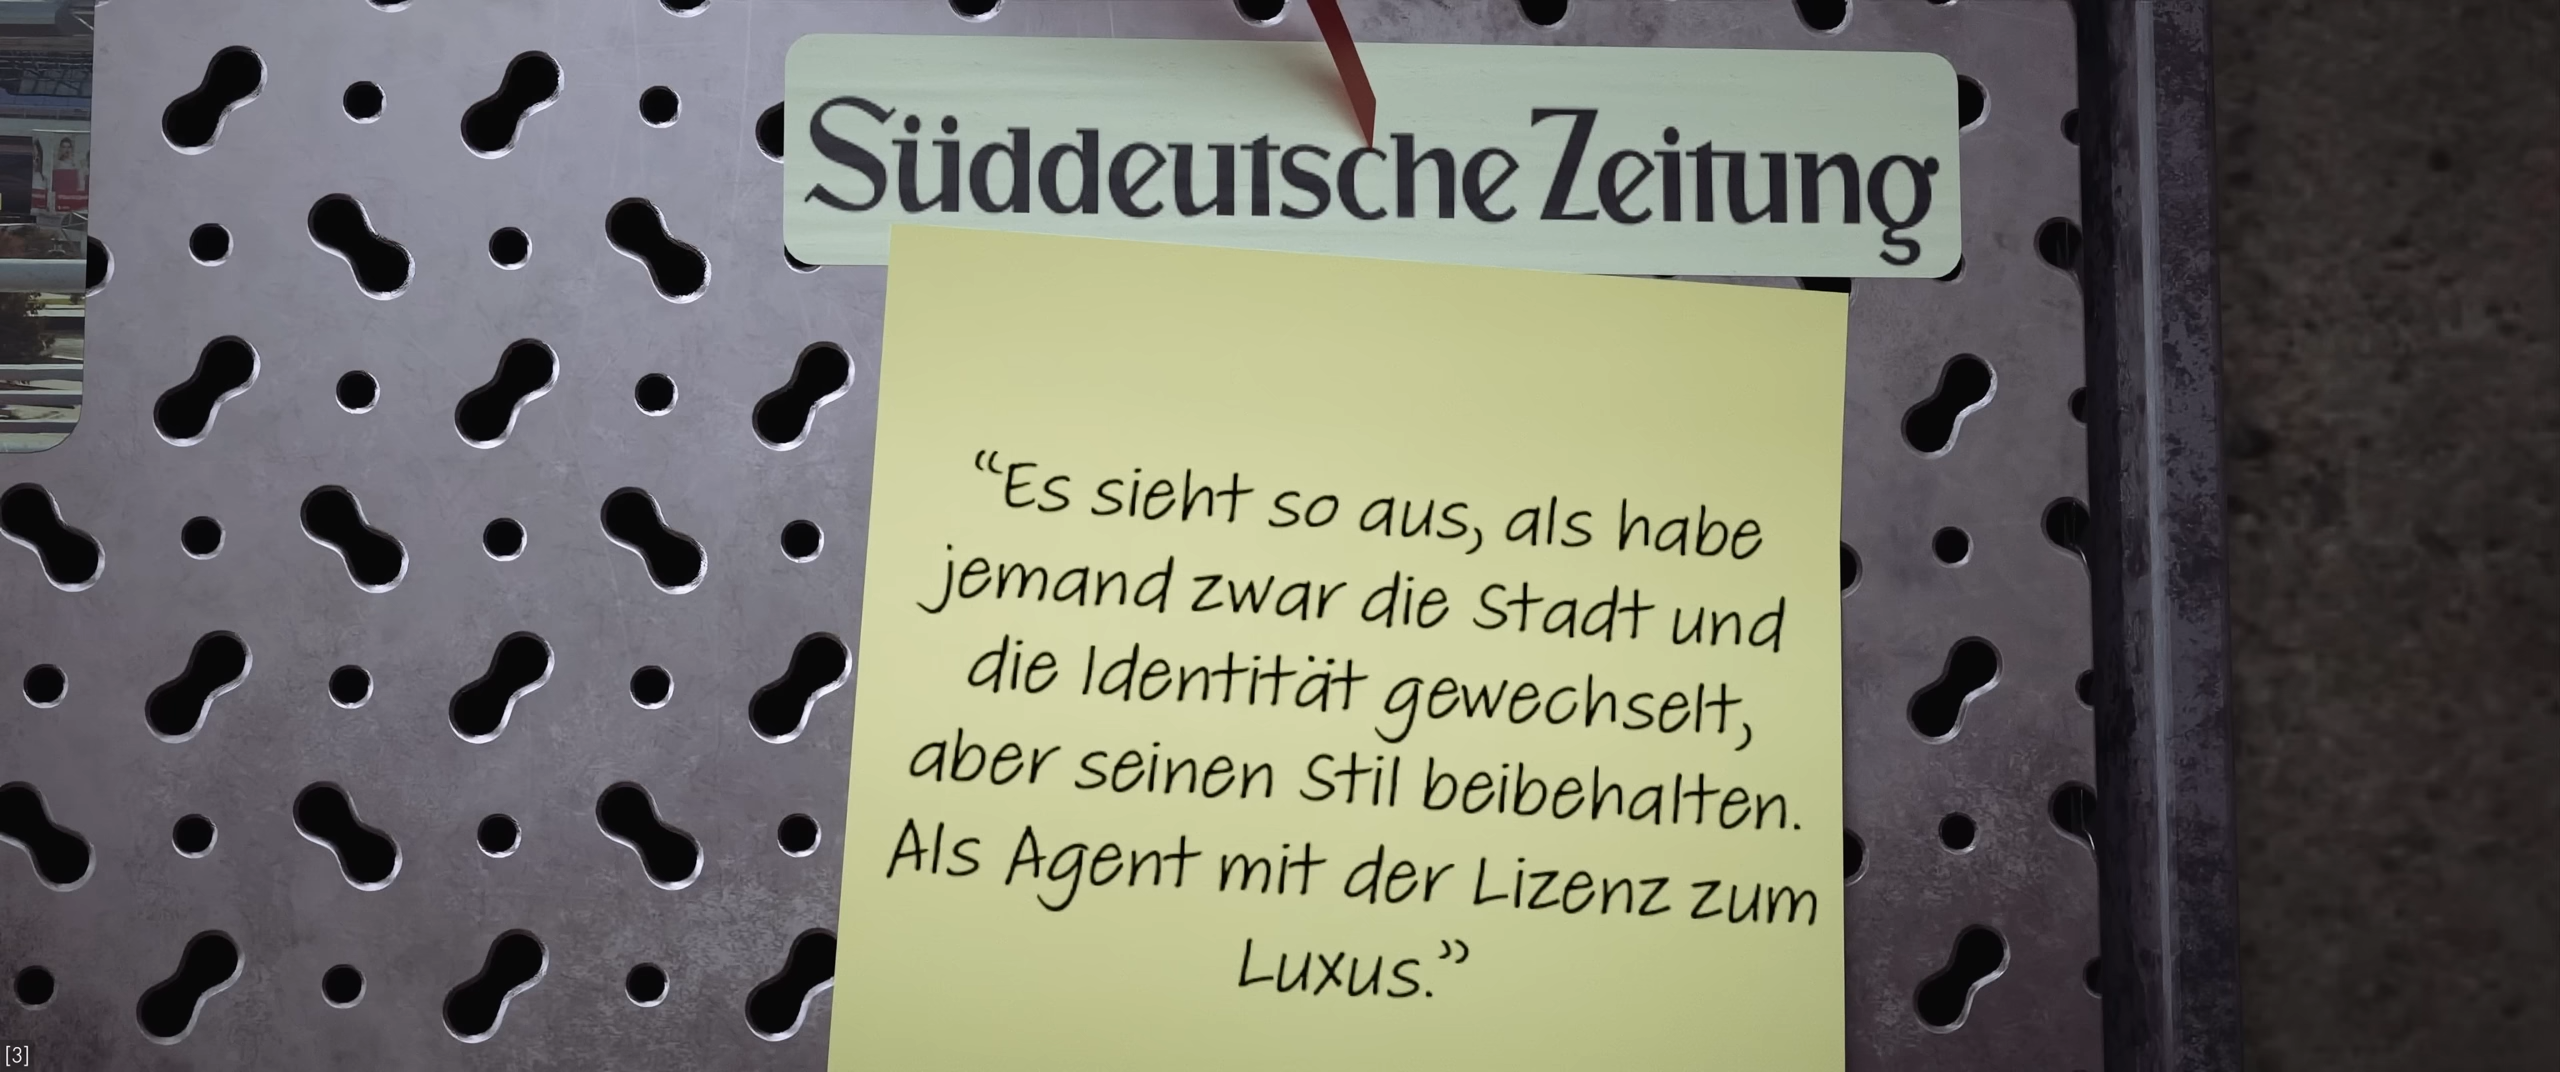 Süddeutsche Zeitung
“Es sieht so aus, als habe
jemand zwar die Stadt und
die Identität gewechselt,
aber seinen Stil beibehalten.
Als Agent mit der Lizenz zum
Luxus.”
[3]